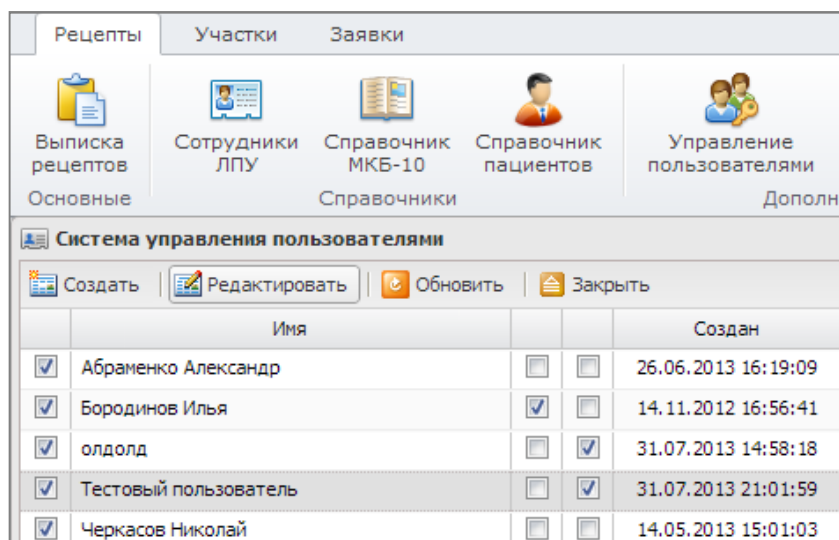 Рецепты Участки Заявки
Выписка Сотрудники Справочник Справочник Управление
рецептов ЛПУ МКБ-10 пациентов пользователями
Основные Справочники Дополн
Система управления пользователями
Создать Редактировать Обновить Закрыть
Имя Создан
Абраменко Александр 26.06.2013 16:19:09
Бородинов Илья 14.11.2012 16:56:41
олдолд 31.07.2013 14:58:18
Тестовый пользователь 31.07.2013 21:01:59
Черкасов Николай 14.05.2013 15:01:03